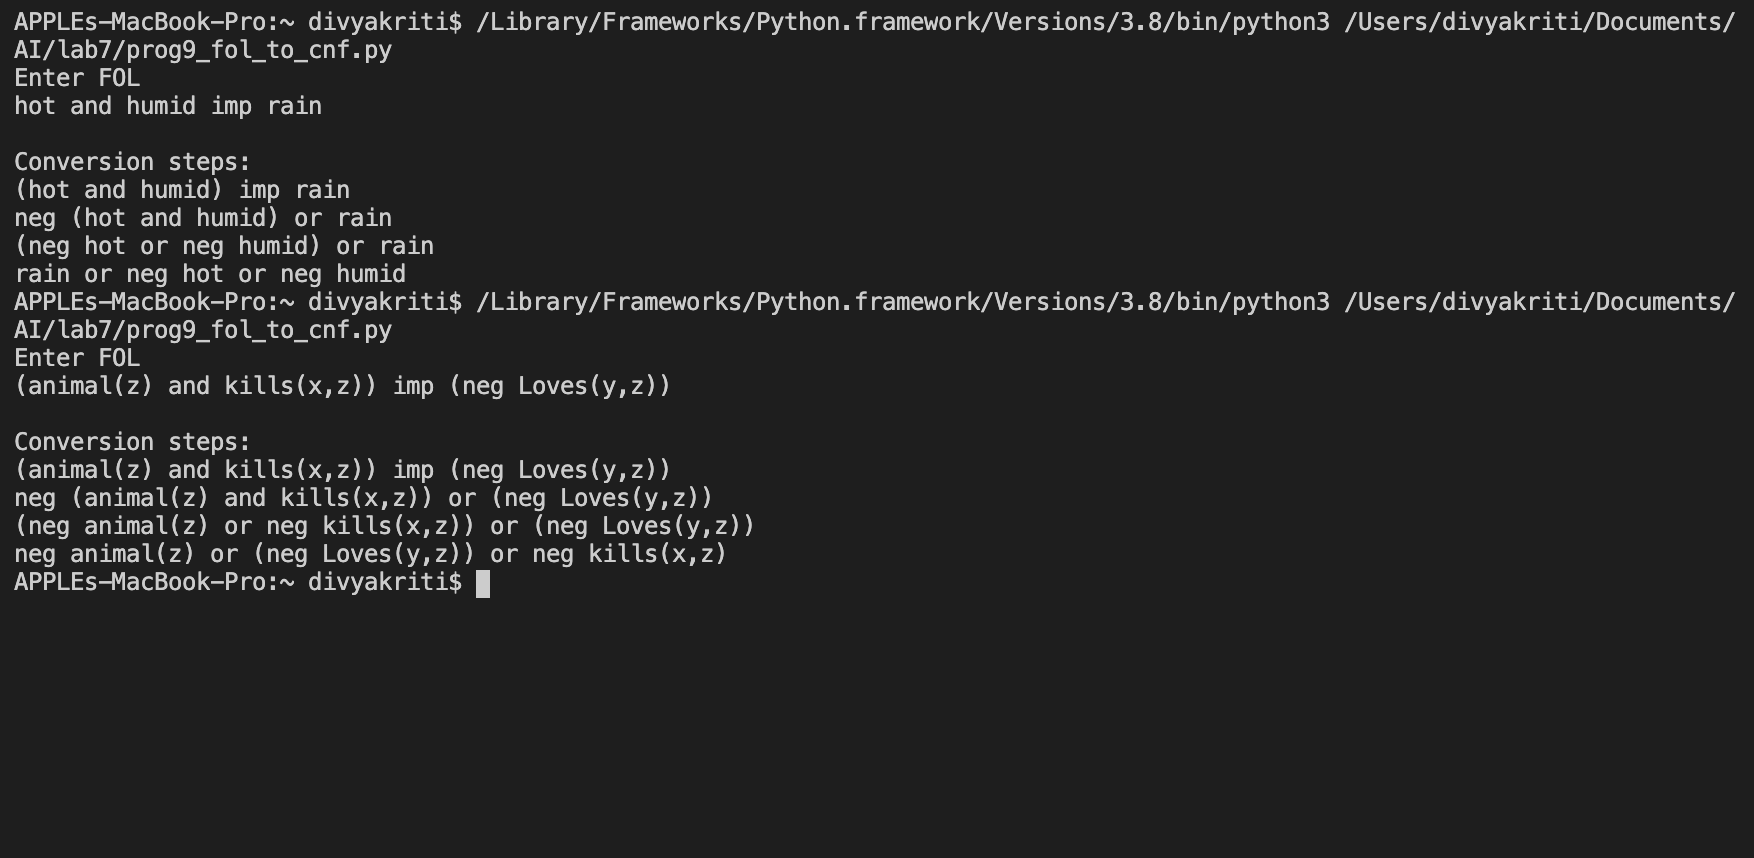 APPLEs-MacBook-Pro:~ divyakriti$ /Library/Frameworks/Python.framework/Versions/3.8/bin/python3 /Users/divyakriti/Documents/
AI/lab7/prog9_fol_to_cnf.py
Enter FOL
hot and humid imp rain

Conversion steps:
(hot and humid) imp rain
neg (hot and humid) or rain
(neg hot or neg humid) or rain
rain or neg hot or neg humid
APPLEs-MacBook-Pro:~ divyakriti$ /Library/Frameworks/Python.framework/Versions/3.8/bin/python3 /Users/divyakriti/Documents/
AI/lab7/prog9_fol_to_cnf.py
Enter FOL
(animal(z) and kills(x,z)) imp (neg Loves(y,z))

Conversion steps:
(animal(z) and kills(x,z)) imp (neg Loves(y,z))
neg (animal(z) and kills(x,z)) or (neg Loves(y,z))
(neg animal(z) or neg kills(x,z)) or (neg Loves(y,z))
neg animal(z) or (neg Loves(y,z)) or neg kills(x,z)
APPLEs-MacBook-Pro:~ divyakriti$